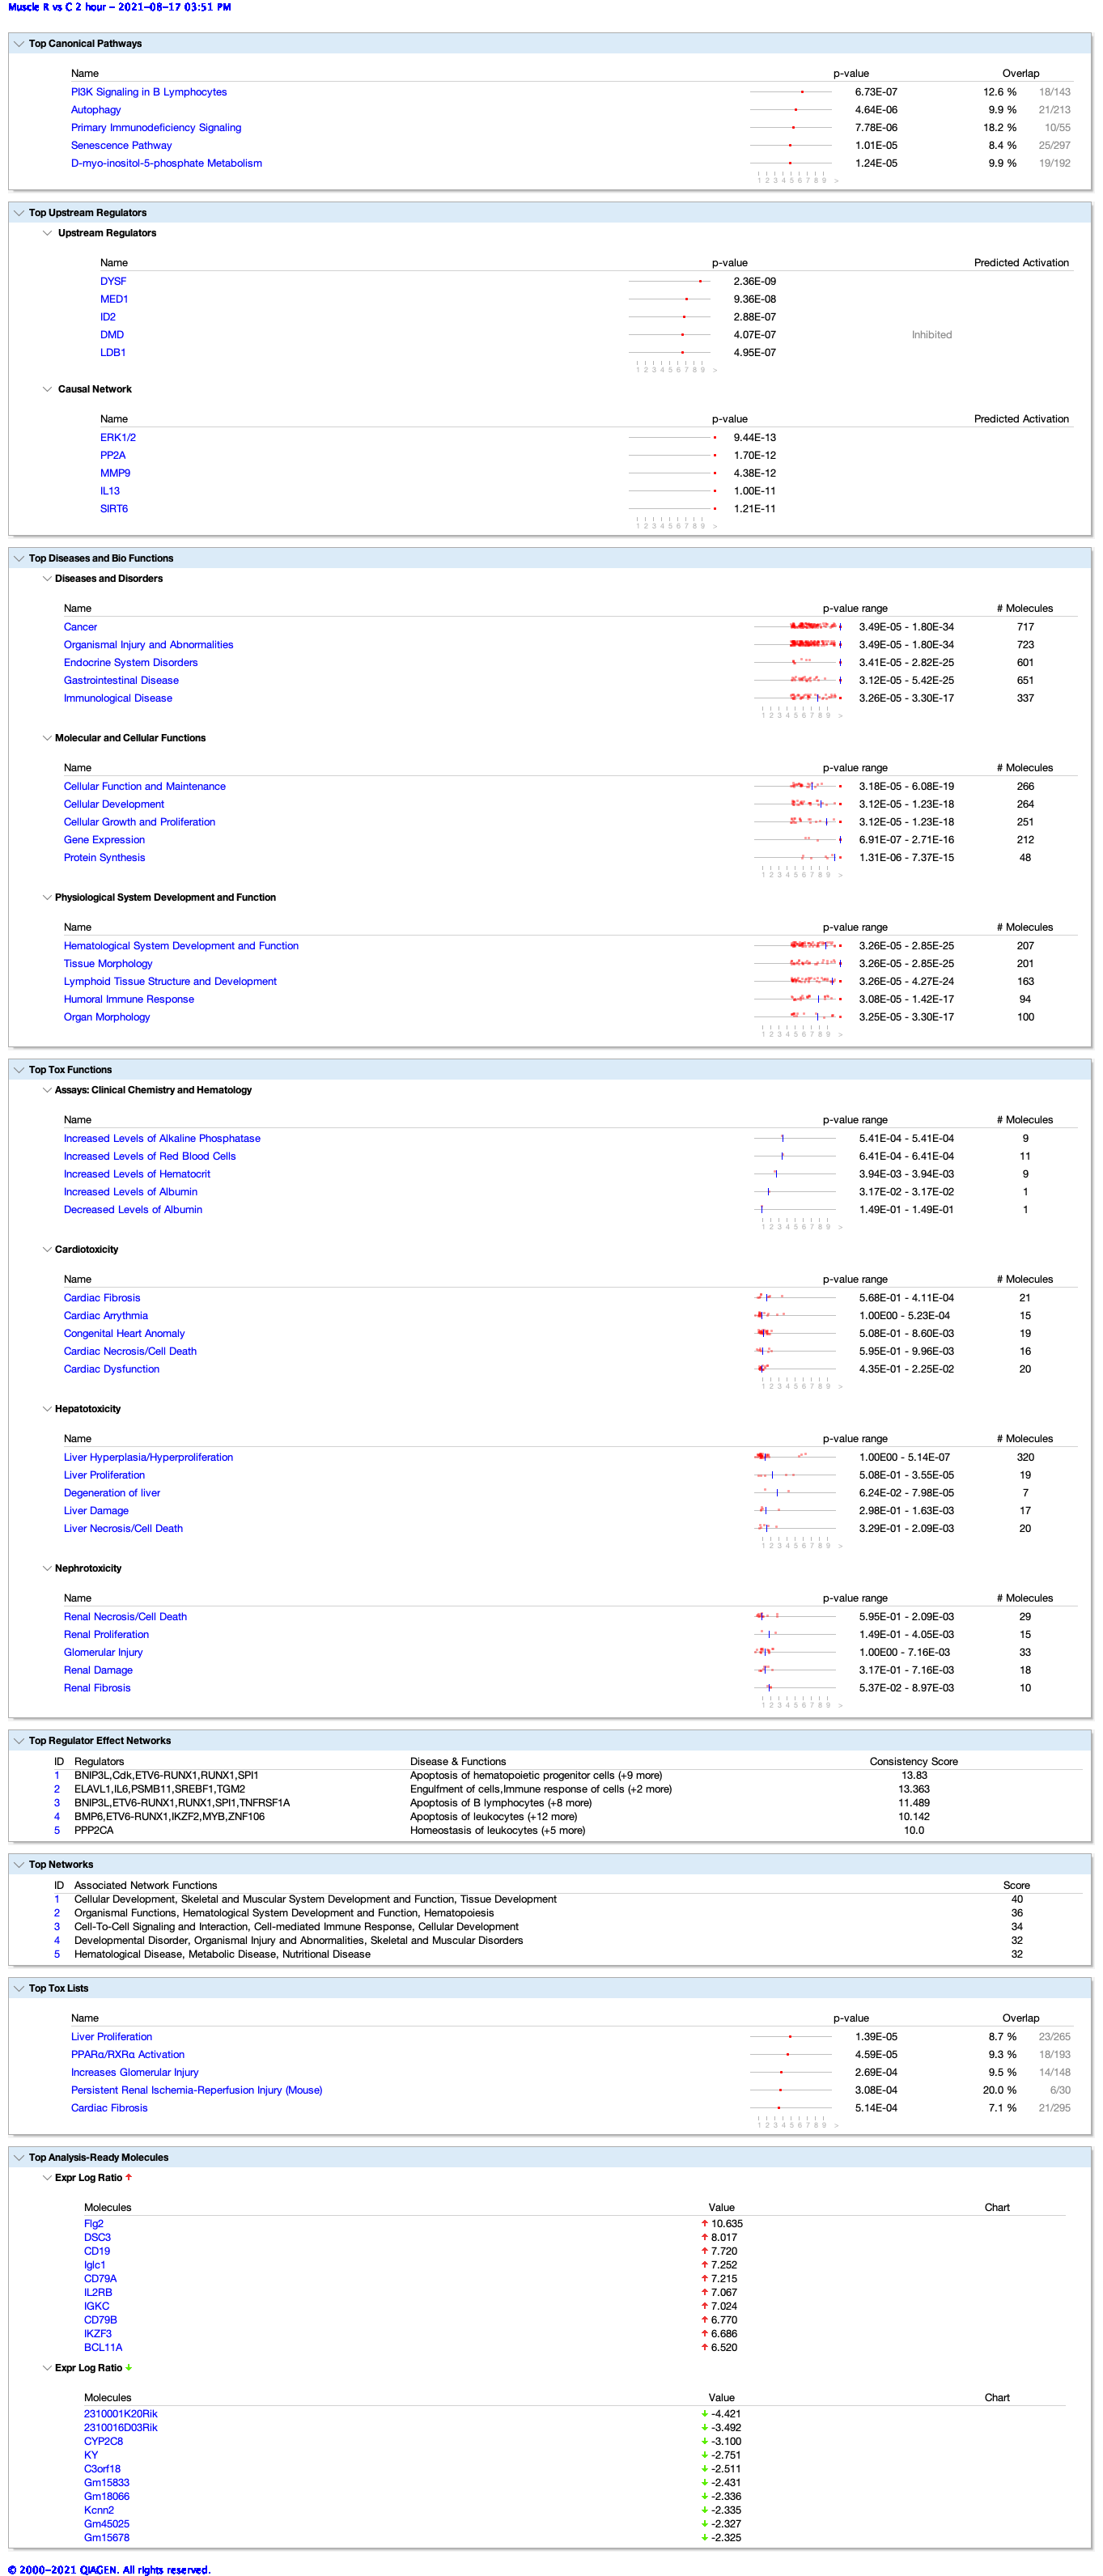 Muscle R vs C 2 hour – 2021–08–17 03:51 PM
Top Canonical Pathways
Name p-value Overlap
PI3K Signaling in B Lymphocytes 6.73E-07 12.6 % 18/143
Autophagy 4.64E-06 9.9 % 21/213
Primary Immunodeficiency Signaling 7.78E-06 18.2 % 10/55
Senescence Pathway 1.01E-05 8.4 % 25/297
D-myo-inositol-5-phosphate Metabolism 1.24E-05 9.9 % 19/192
1 2 3 4 5 6 7 8 9 >
Top Upstream Regulators
Upstream Regulators
Name p-value Predicted Activation
DYSF 2.36E-09
MED1 9.36E-08
ID2 2.88E-07
DMD 4.07E-07 Inhibited
LDB1 4.95E-07
1 2 3 4 5 6 7 8 9 >
Causal Network
Name p-value Predicted Activation
ERK1/2 9.44E-13
PP2A 1.70E-12
MMP9 4.38E-12
IL13 1.00E-11
SIRT6 1.21E-11
1 2 3 4 5 6 7 8 9 >
Top Diseases and Bio Functions
Diseases and Disorders
Name p-value range # Molecules
Cancer 3.49E-05 - 1.80E-34 717
Organismal Injury and Abnormalities 3.49E-05 - 1.80E-34 723
Endocrine System Disorders 3.41E-05 - 2.82E-25 601
Gastrointestinal Disease 3.12E-05 - 5.42E-25 651
Immunological Disease 3.26E-05 - 3.30E-17 337
1 2 3 4 5 6 7 8 9 >
Molecular and Cellular Functions
Name p-value range # Molecules
Cellular Function and Maintenance 3.18E-05 - 6.08E-19 266
Cellular Development 3.12E-05 - 1.23E-18 264
Cellular Growth and Proliferation 3.12E-05 - 1.23E-18 251
Gene Expression 6.91E-07 - 2.71E-16 212
Protein Synthesis 1.31E-06 - 7.37E-15 48
1 2 3 4 5 6 7 8 9 >
Physiological System Development and Function
Name p-value range # Molecules
Hematological System Development and Function 3.26E-05 - 2.85E-25 207
Tissue Morphology 3.26E-05 - 2.85E-25 201
Lymphoid Tissue Structure and Development 3.26E-05 - 4.27E-24 163
Humoral Immune Response 3.08E-05 - 1.42E-17 94
Organ Morphology 3.25E-05 - 3.30E-17 100
1 2 3 4 5 6 7 8 9 >
Top Tox Functions
Assays: Clinical Chemistry and Hematology
Name p-value range # Molecules
Increased Levels of Alkaline Phosphatase 5.41E-04 - 5.41E-04 9
Increased Levels of Red Blood Cells 6.41E-04 - 6.41E-04 11
Increased Levels of Hematocrit 3.94E-03 - 3.94E-03 9
Increased Levels of Albumin 3.17E-02 - 3.17E-02 1
Decreased Levels of Albumin 1.49E-01 - 1.49E-01 1
1 2 3 4 5 6 7 8 9 >
Cardiotoxicity
Name p-value range # Molecules
Cardiac Fibrosis 5.68E-01 - 4.11E-04 21
Cardiac Arrythmia 1.00E00 - 5.23E-04 15
Congenital Heart Anomaly 5.08E-01 - 8.60E-03 19
Cardiac Necrosis/Cell Death 5.95E-01 - 9.96E-03 16
Cardiac Dysfunction 4.35E-01 - 2.25E-02 20
1 2 3 4 5 6 7 8 9 >
Hepatotoxicity
Name p-value range # Molecules
Liver Hyperplasia/Hyperproliferation 1.00E00 - 5.14E-07 320
Liver Proliferation 5.08E-01 - 3.55E-05 19
Degeneration of liver 6.24E-02 - 7.98E-05 7
Liver Damage 2.98E-01 - 1.63E-03 17
Liver Necrosis/Cell Death 3.29E-01 - 2.09E-03 20
1 2 3 4 5 6 7 8 9 >
Nephrotoxicity
Name p-value range # Molecules
Renal Necrosis/Cell Death 5.95E-01 - 2.09E-03 29
Renal Proliferation 1.49E-01 - 4.05E-03 15
Glomerular Injury 1.00E00 - 7.16E-03 33
Renal Damage 3.17E-01 - 7.16E-03 18
Renal Fibrosis 5.37E-02 - 8.97E-03 10
1 2 3 4 5 6 7 8 9 >
Top Regulator Effect Networks
ID Regulators Disease & Functions Consistency Score
1 BNIP3L,Cdk,ETV6-RUNX1,RUNX1,SPI1 Apoptosis of hematopoietic progenitor cells (+9 more) 13.83
2 ELAVL1,IL6,PSMB11,SREBF1,TGM2 Engulfment of cells,Immune response of cells (+2 more) 13.363
3 BNIP3L,ETV6-RUNX1,RUNX1,SPI1,TNFRSF1A Apoptosis of B lymphocytes (+8 more) 11.489
4 BMP6,ETV6-RUNX1,IKZF2,MYB,ZNF106 Apoptosis of leukocytes (+12 more) 10.142
5 PPP2CA Homeostasis of leukocytes (+5 more) 10.0
Top Networks
ID Associated Network Functions Score
1 Cellular Development, Skeletal and Muscular System Development and Function, Tissue Development 40
2 Organismal Functions, Hematological System Development and Function, Hematopoiesis 36
3 Cell-To-Cell Signaling and Interaction, Cell-mediated Immune Response, Cellular Development 34
4 Developmental Disorder, Organismal Injury and Abnormalities, Skeletal and Muscular Disorders 32
5 Hematological Disease, Metabolic Disease, Nutritional Disease 32
Top Tox Lists
Name p-value Overlap
Liver Proliferation 1.39E-05 8.7 % 23/265
PPARα/RXRα Activation 4.59E-05 9.3 % 18/193
Increases Glomerular Injury 2.69E-04 9.5 % 14/148
Persistent Renal Ischemia-Reperfusion Injury (Mouse) 3.08E-04 20.0 % 6/30
Cardiac Fibrosis 5.14E-04 7.1 % 21/295
1 2 3 4 5 6 7 8 9 >
Top Analysis-Ready Molecules
Expr Log Ratio ↑
Molecules Value Chart
Flg2 ↑ 10.635
DSC3 ↑ 8.017
CD19 ↑ 7.720
Iglc1 ↑ 7.252
CD79A ↑ 7.215
IL2RB ↑ 7.067
IGKC ↑ 7.024
CD79B ↑ 6.770
IKZF3 ↑ 6.686
BCL11A ↑ 6.520
Expr Log Ratio ↓
Molecules Value Chart
2310001K20Rik ↓ -4.421
2310016D03Rik ↓ -3.492
CYP2C8 ↓ -3.100
KY ↓ -2.751
C3orf18 ↓ -2.511
Gm15833 ↓ -2.431
Gm18066 ↓ -2.336
Kcnn2 ↓ -2.335
Gm45025 ↓ -2.327
Gm15678 ↓ -2.325
© 2000–2021 QIAGEN. All rights reserved.